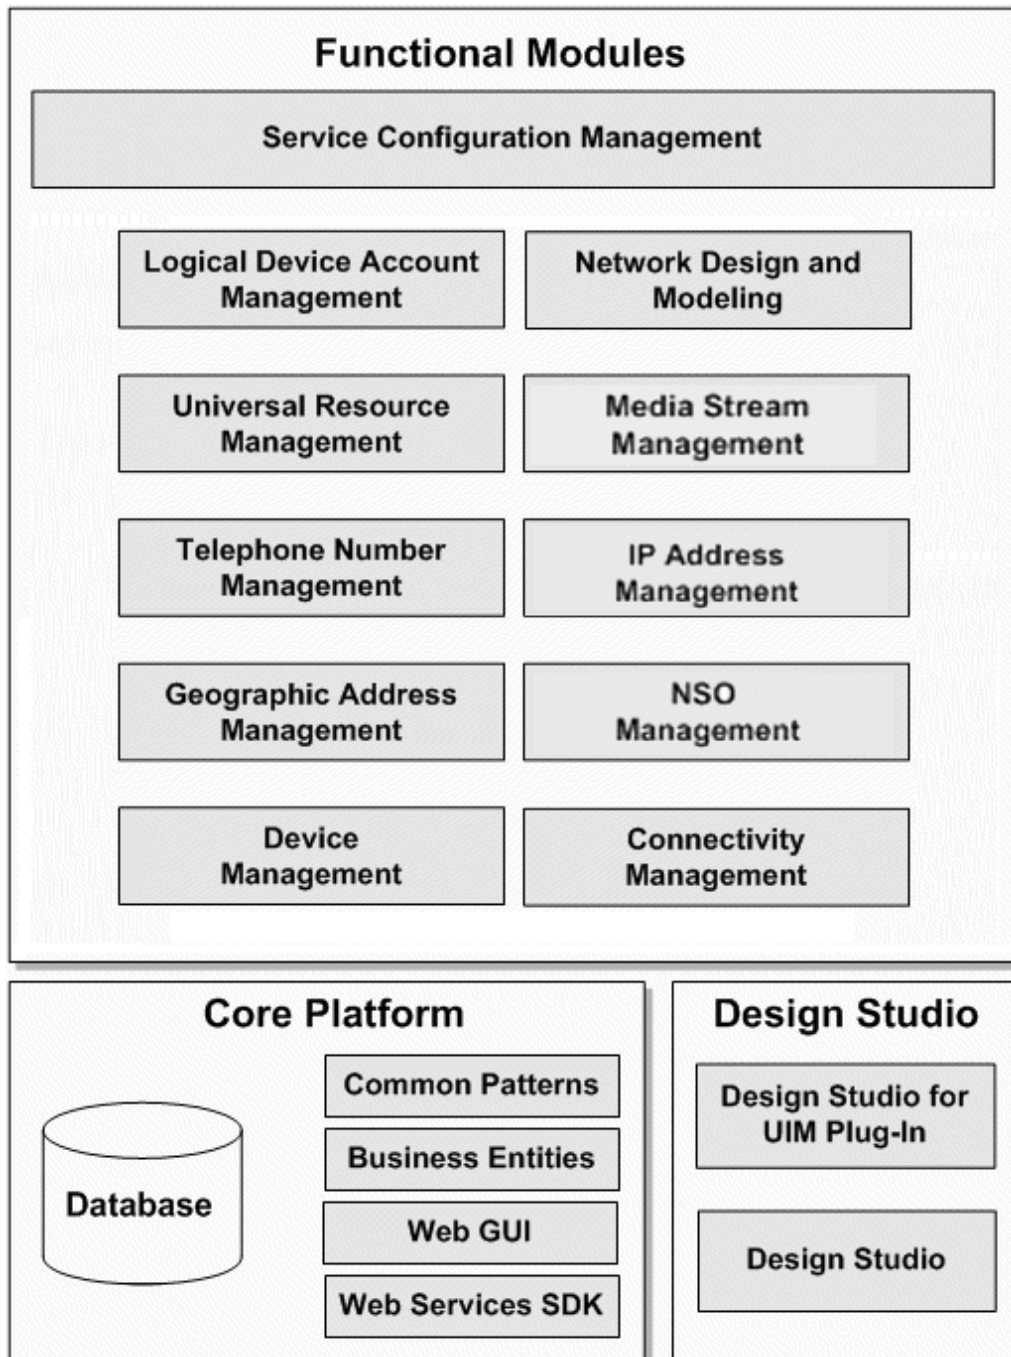 Functional Modules
Service Configuration Management
Logical Device Account
Management
Network Design and
Modeling
Universal Resource
Management
Media Stream
Management
Telephone Number
Management
IP Address
Management
Geographic Address
Management
NSO
Management
Device
Management
Connectivity
Management
Core Platform
Database
Common Patterns
Business Entities
Web GUI
Web Services SDK
Design Studio
Design Studio for
UIM Plug-In
Design Studio